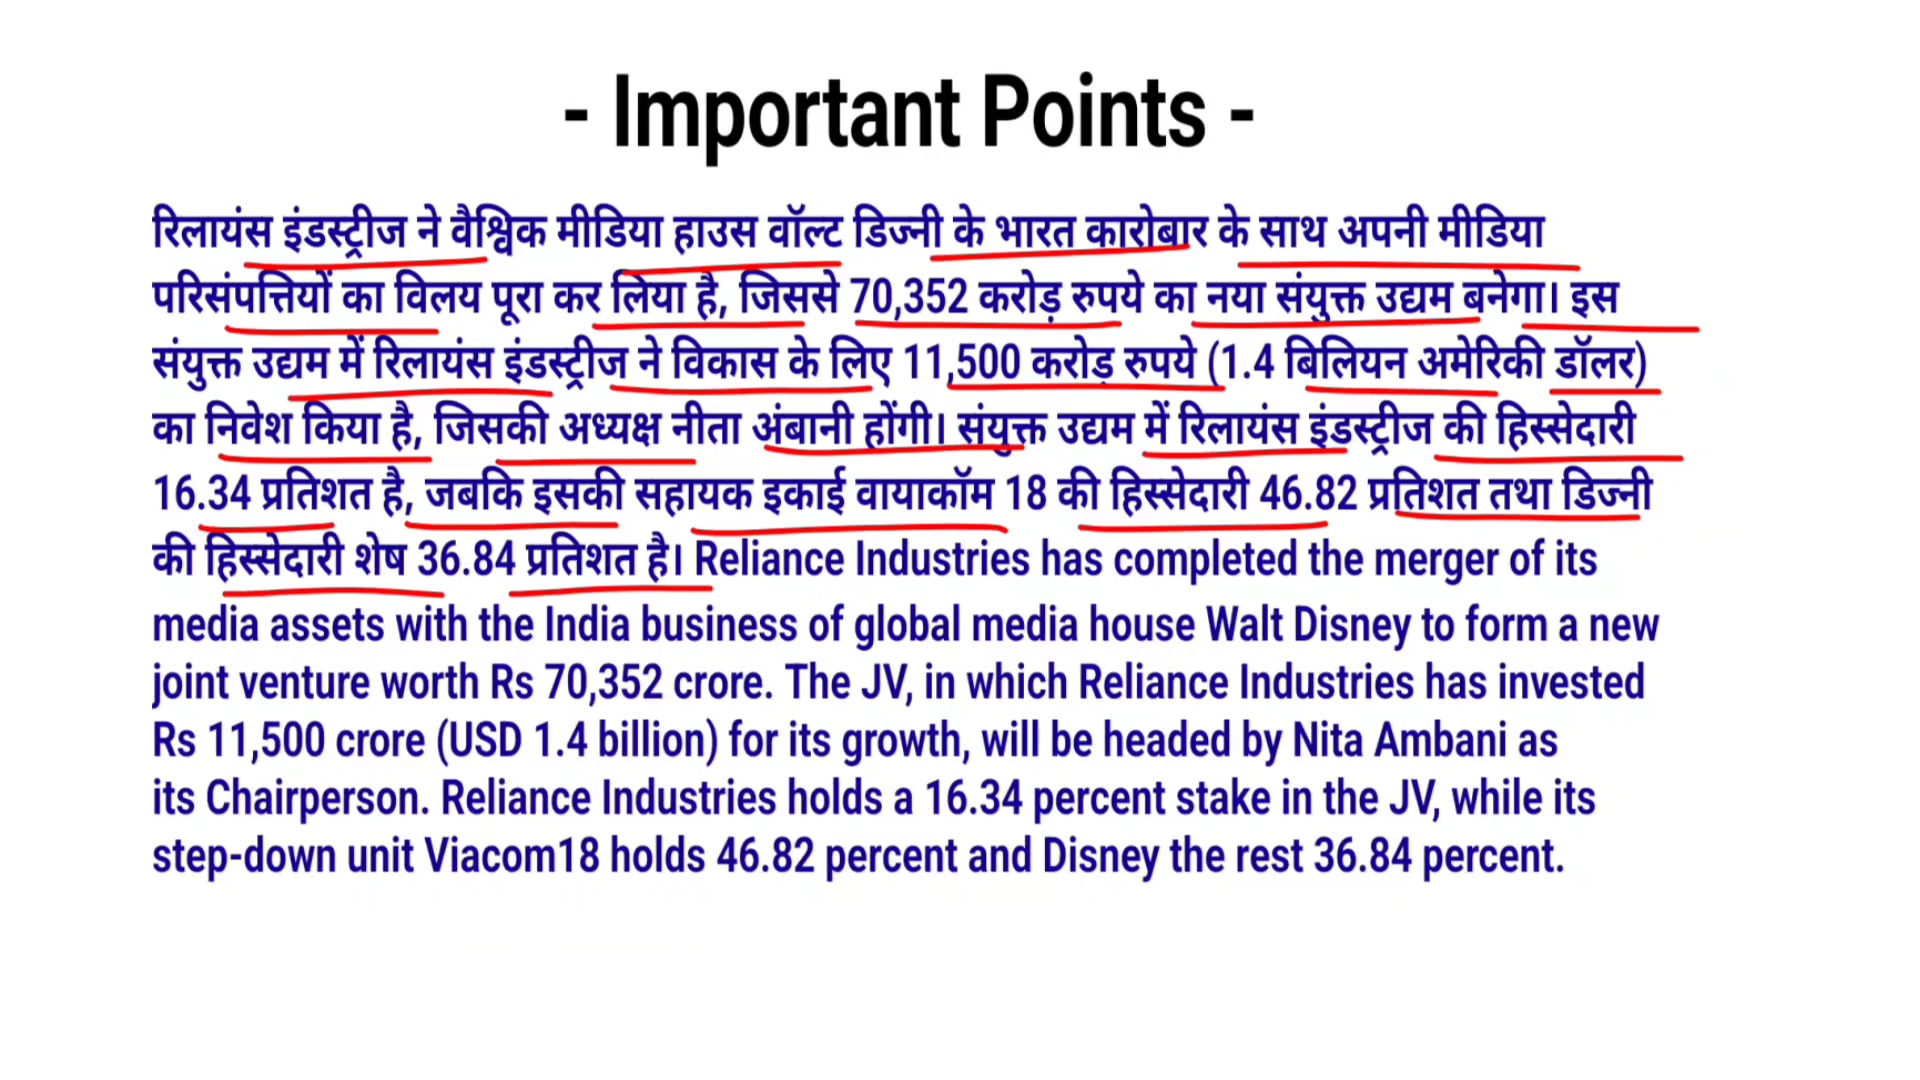 - Important Points -
रिलायंस इंडस्ट्रीज ने वैश्विक मीडिया हाउस वॉल्ट डिज्नी के भारत कारोबार के साथ अपनी मीडिया
परिसंपत्तियों का विलय पूरा कर लिया है, जिससे 70,352 करोड़ रुपये का नया संयुक्त उद्यम बनेगा। इस
संयुक्त उद्यम में रिलायंस इंडस्ट्रीज ने विकास के लिए 11,500 करोड़ रुपये (1.4 बिलियन अमेरिकी डॉलर)
का निवेश किया है, जिसकी अध्यक्ष नीता अंबानी होंगी। संयुक्त उद्यम में रिलायंस इंडस्ट्रीज की हिस्सेदारी
16.34 प्रतिशत है, जबकि इसकी सहायक इकाई वायाकॉम 18 की हिस्सेदारी 46.82 प्रतिशत तथा डिज्नी
की हिस्सेदारी शेष 36.84 प्रतिशत है। Reliance Industries has completed the merger of its
media assets with the India business of global media house Walt Disney to form a new
joint venture worth Rs 70,352 crore. The JV, in which Reliance Industries has invested
Rs 11,500 crore (USD 1.4 billion) for its growth, will be headed by Nita Ambani as
its Chairperson. Reliance Industries holds a 16.34 percent stake in the JV, while its
step-down unit Viacom18 holds 46.82 percent and Disney the rest 36.84 percent.